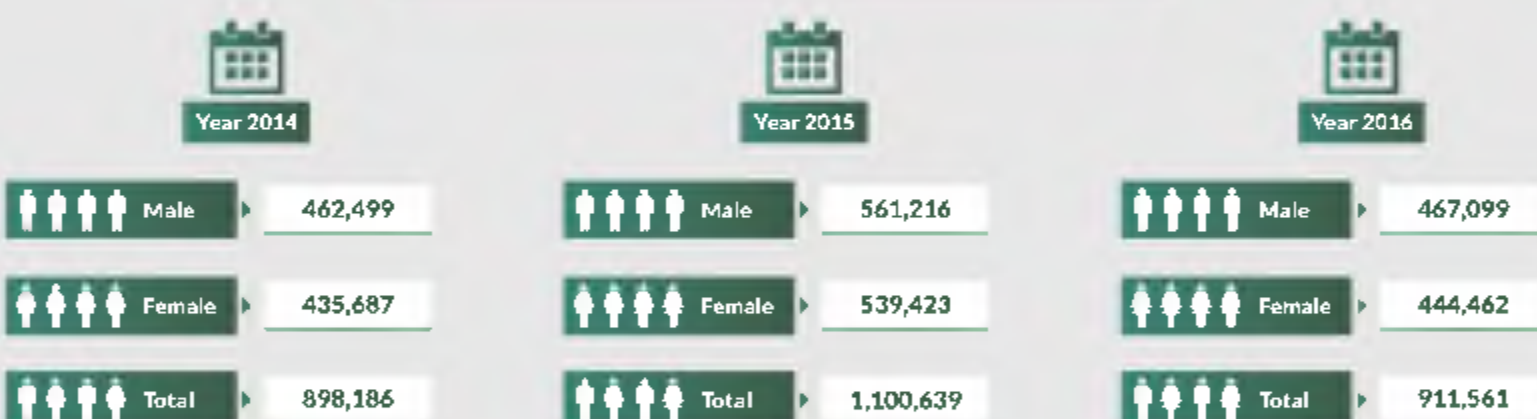 Year 2014 Year 2015 Year 2016
Male 462,499 Male 561,216 Male 467,099
Female 435,687 Female 539,423 Female 444,462
Total 898,186 Total 1,100,639 Total 911,561